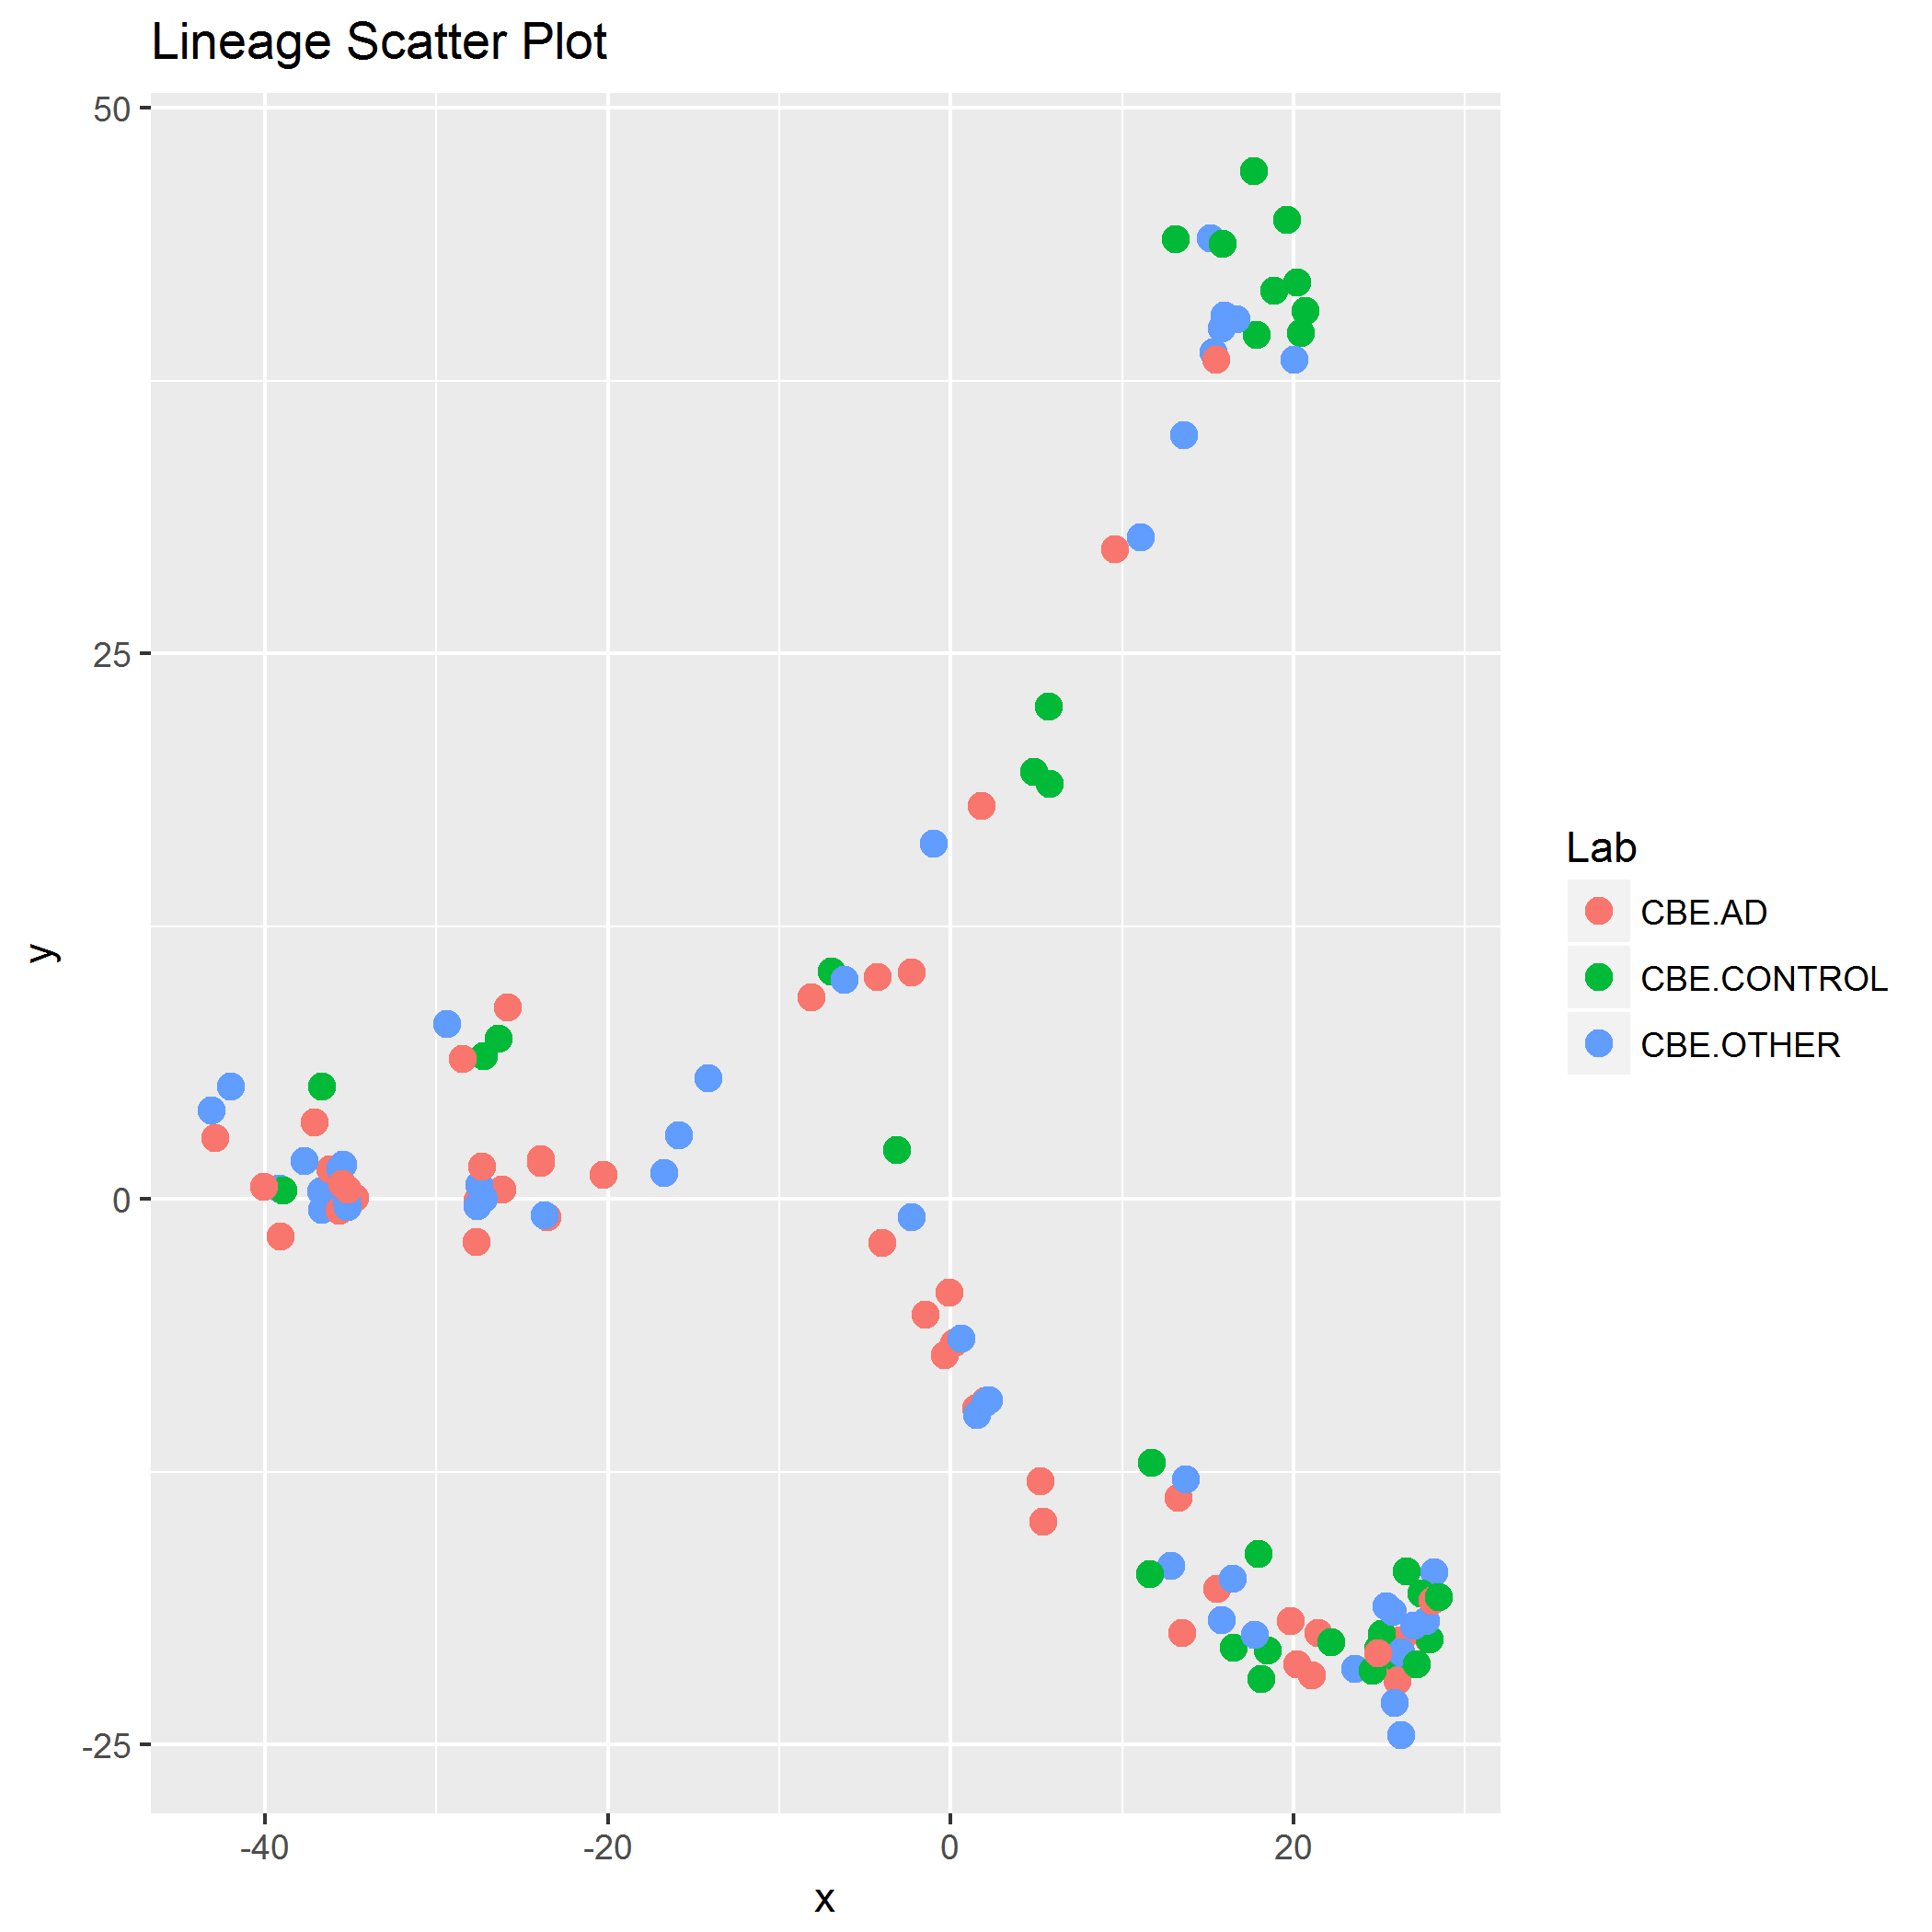 Lineage Scatter Plot
50
25
0
-25
y
-40 -20 0 20
x
Lab
CBE.AD
CBE.CONTROL
CBE.OTHER